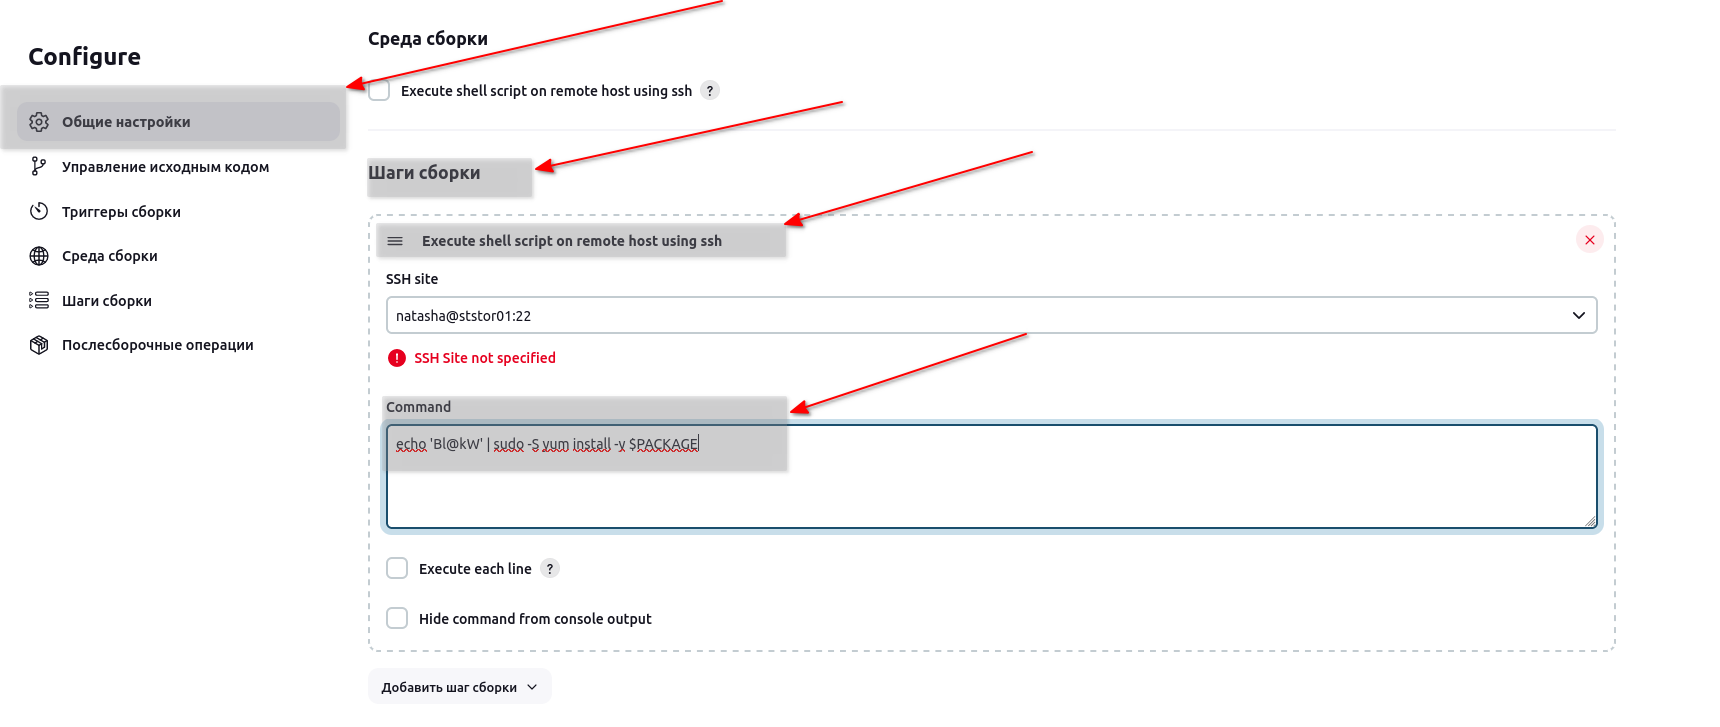 Configure
Общие настройки
Управление исходным кодом
Триггеры сборки
Среда сборки
Шаги сборки
Послесборочные операции
Среда сборки
Execute shell script on remote host using ssh ?
Шаги сборки
Execute shell script on remote host using ssh
SSH site
natasha@ststor01:22
SSH Site not specified
Command
echo 'Bl@kW' | sudo -S yum install -y $PACKAGE
Execute each line ?
Hide command from console output
Добавить шаг сборки